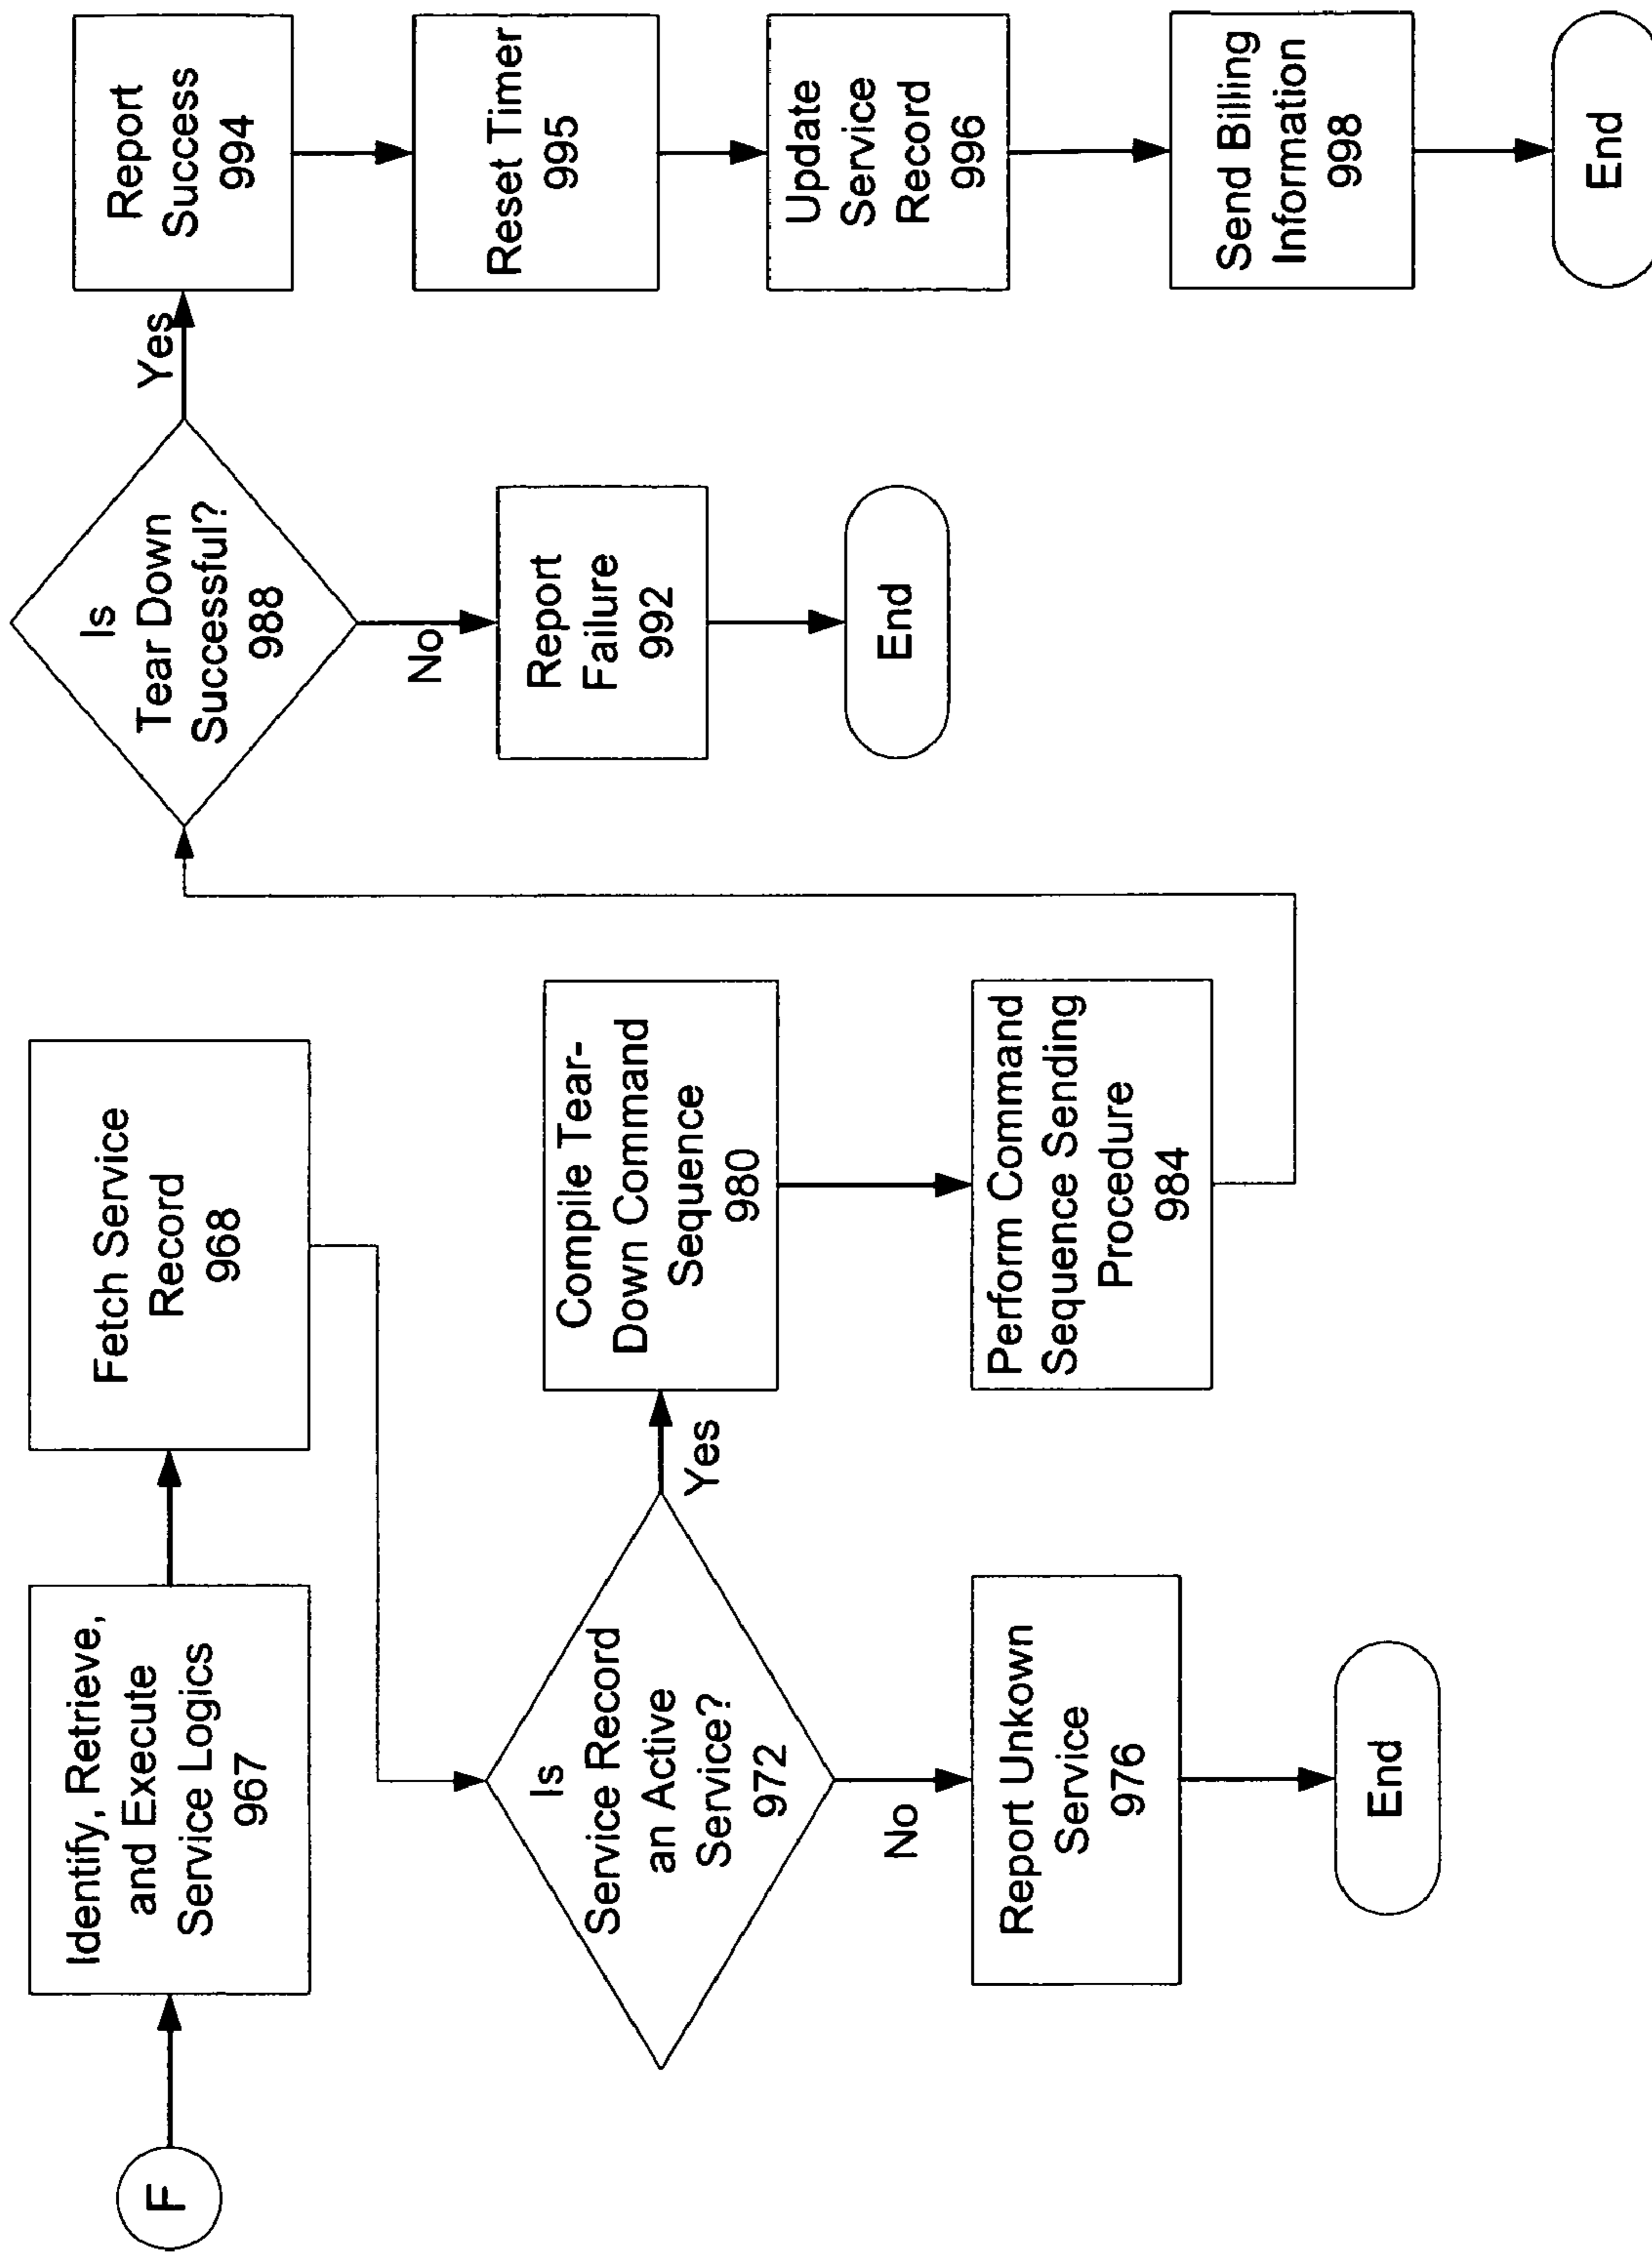 F
Identify, Retrieve,
and Execute
Service Logics
967
Fetch Service
Record
968
Is
Service Record
an Active
Service?
972
Yes
No
Report Unkown
Service
976
End
Compile Tear-
Down Command
Sequence
980
Perform Command
Sequence Sending
Procedure
984
Is
Tear Down
Successful?
988
Yes
No
Report
Failure
992
End
Report
Success
994
Reset Timer
995
Update
Service
Record
996
Send Billing
Information
998
End